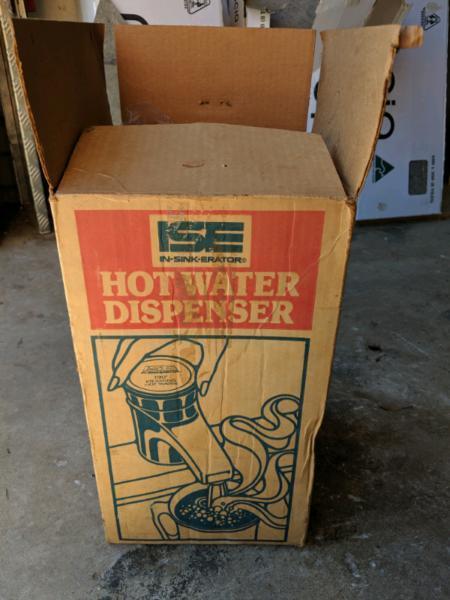 ISE
IN-SINK-ERATOR®
HOT WATER
DISPENSER